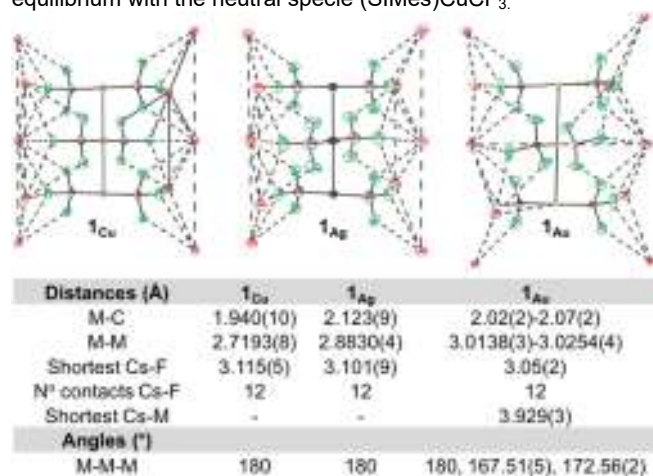 equilibrium with the neutral specie (SIMes)CuCF₃.
1Cu 1Ag 1Au
Distances (Å) 1Cu 1Ag 1Au
M-C 1.940(10) 2.123(9) 2.02(2)-2.07(2)
M-M 2.7193(8) 2.8830(4) 3.0138(3)-3.0254(4)
Shortest Cs-F 3.115(5) 3.101(9) 3.05(2)
Nº contacts Cs-F 12 12 12
Shortest Cs-M - - 3.929(3)
Angles (°)
M-M-M 180 180 180, 167.51(5), 172.56(2)